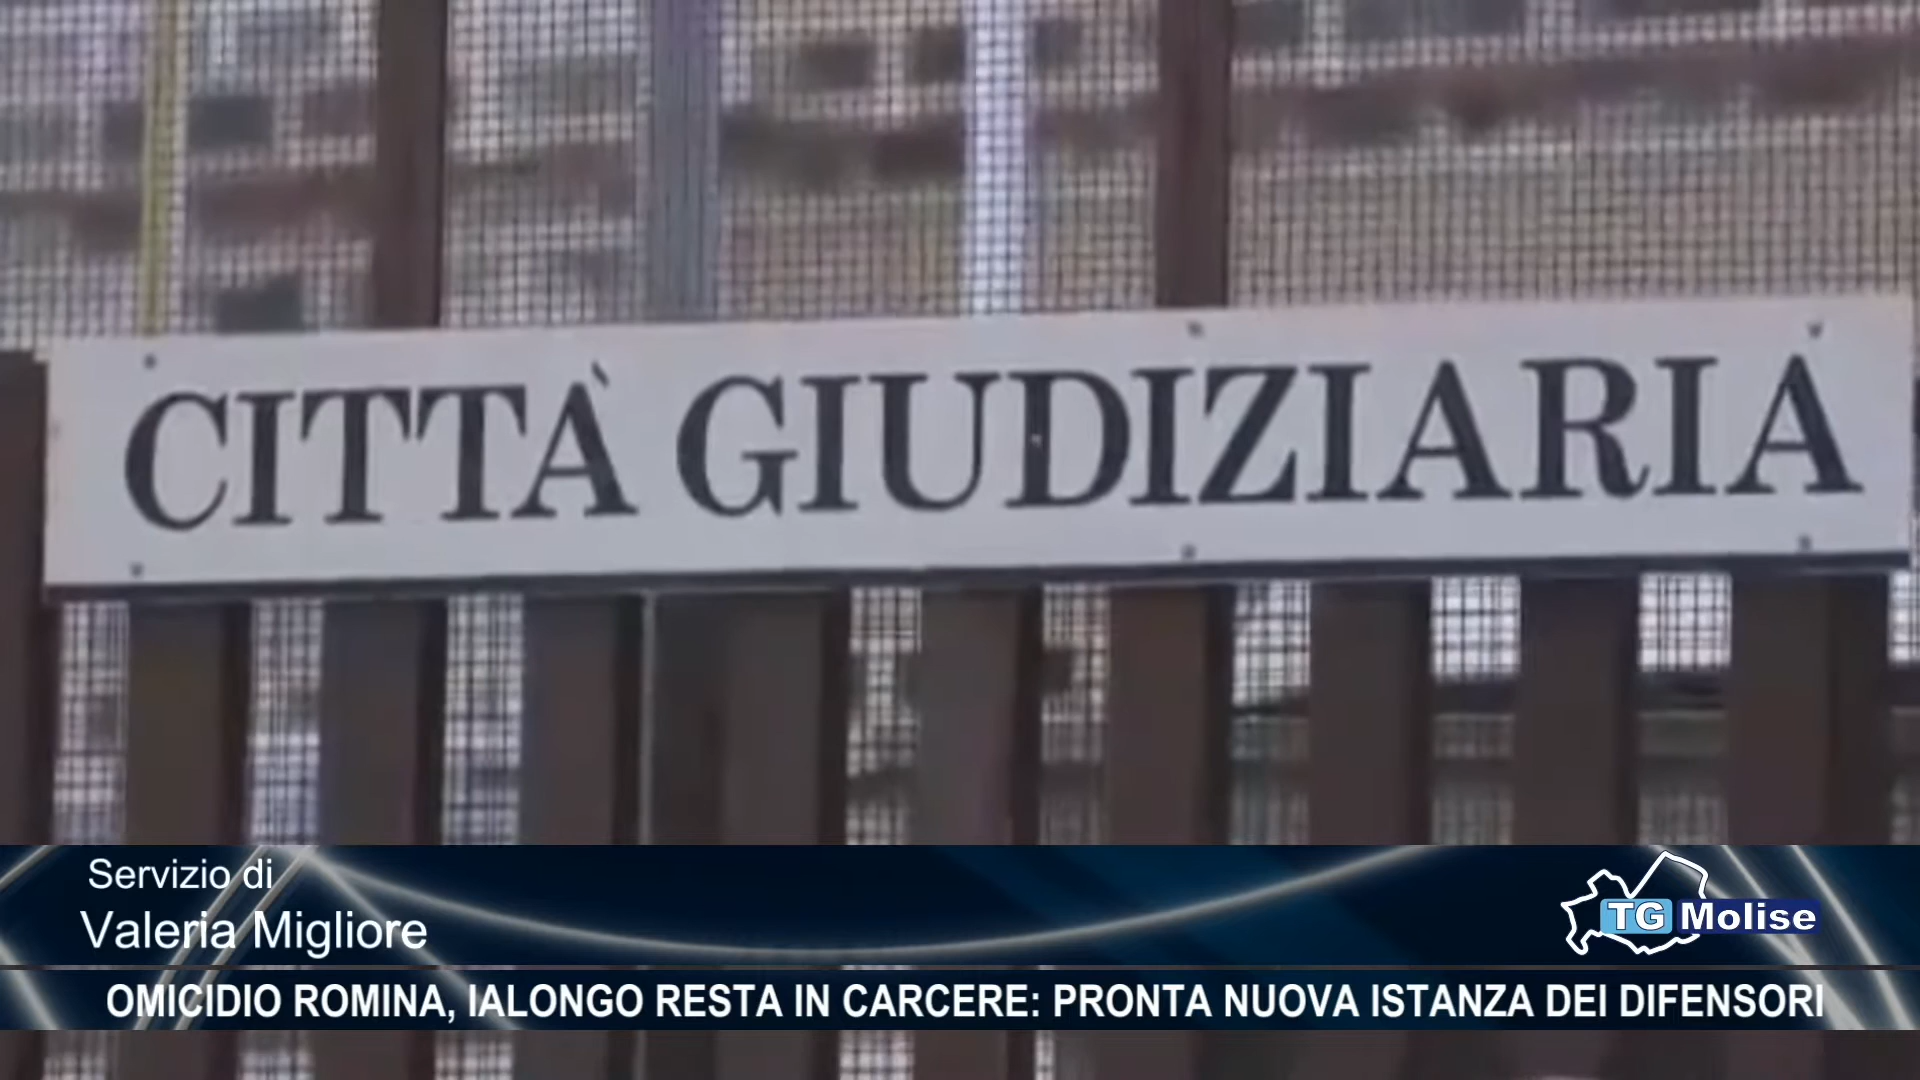 CITTÀ GIUDIZIARIA
Servizio di
Valeria Migliore
TG Molise
OMICIDIO ROMINA, IALONGO RESTA IN CARCERE: PRONTA NUOVA ISTANZA DEI DIFENSORI